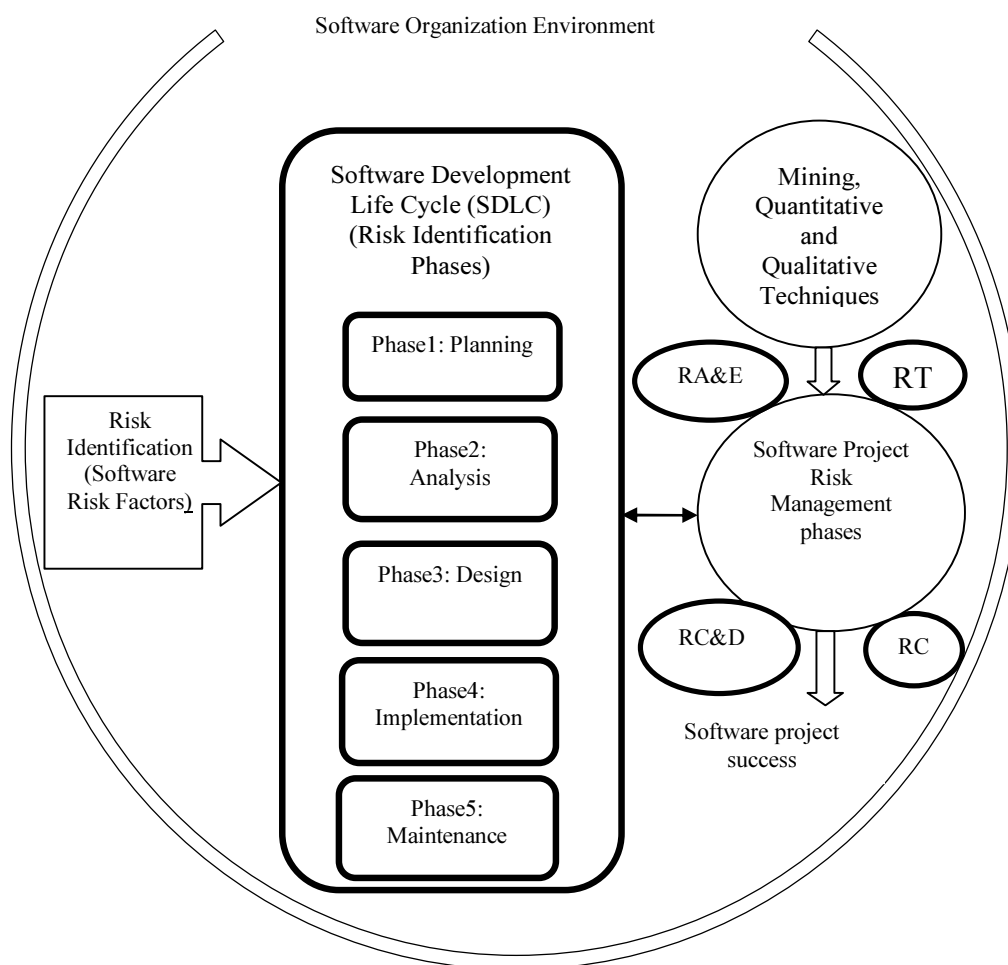 Software Organization Environment
Software Development
Life Cycle (SDLC)
(Risk Identification
Phases)
Phase1: Planning
Phase2:
Analysis
Phase3: Design
Phase4:
Implementation
Phase5:
Maintenance
Risk
Identification
(Software
Risk Factors)
Mining,
Quantitative
and
Qualitative
Techniques
RA&E
RT
Software Project
Risk
Management
phases
RC&D
RC
Software project
success